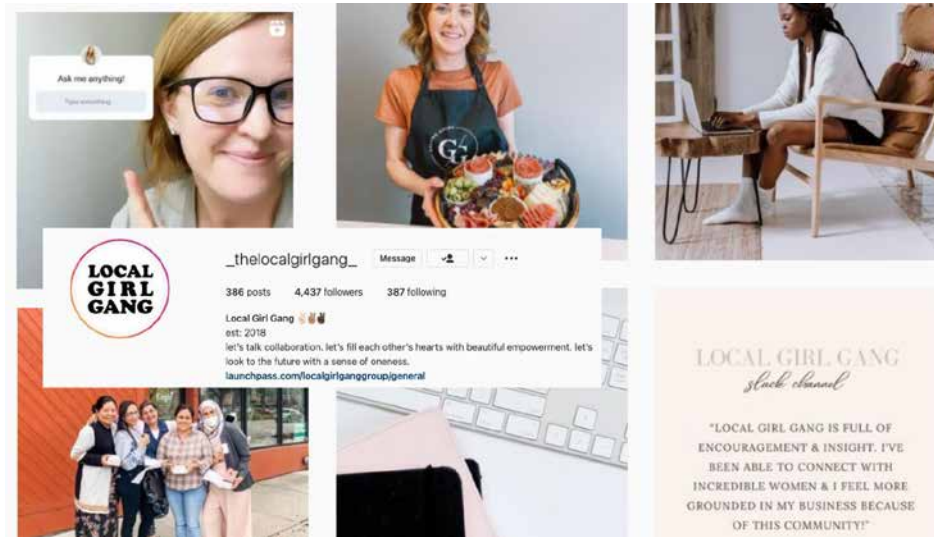 Ask me anything!
Type something...
_thelocalgirlgang_
Message
386 posts 4,437 followers 387 following
LOCAL
GIRL
GANG
Local Girl Gang
est: 2018
let's talk collaboration. let's fill each other's hearts with beautiful empowerment. let's
look to the future with a sense of oneness.
launchpass.com/localgirlganggroup/general
LOCAL GIRL GANG
slack channel
"LOCAL GIRL GANG IS FULL OF
ENCOURAGEMENT & INSIGHT. I'VE
BEEN ABLE TO CONNECT WITH
INCREDIBLE WOMEN & I FEEL MORE
GROUNDED IN MY BUSINESS BECAUSE
OF THIS COMMUNITY!"